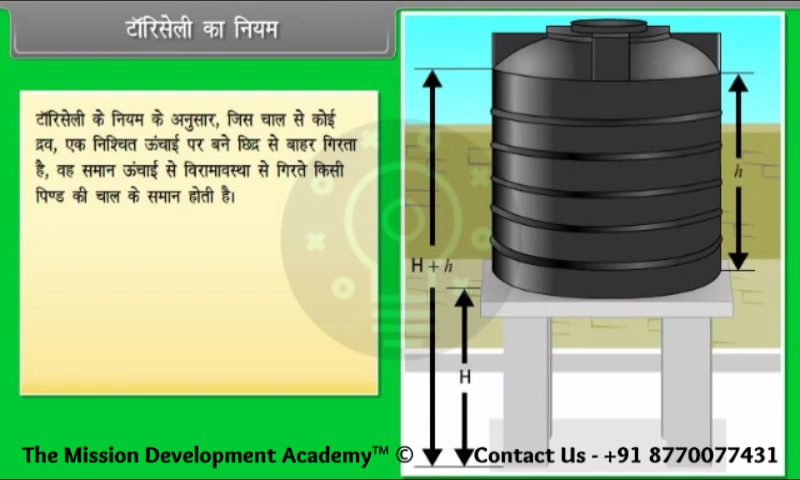 टॉरिसेली का नियम
टॉरिसेली के नियम के अनुसार, जिस चाल से कोई
द्रव, एक निश्चित ऊंचाई पर बने छिद्र से बाहर गिरता
है, वह समान ऊंचाई से विरामावस्था से गिरते किसी
पिण्ड की चाल के समान होती है।
h
H + h
H
The Mission Development Academy™ ©
Contact Us - +91 8770077431